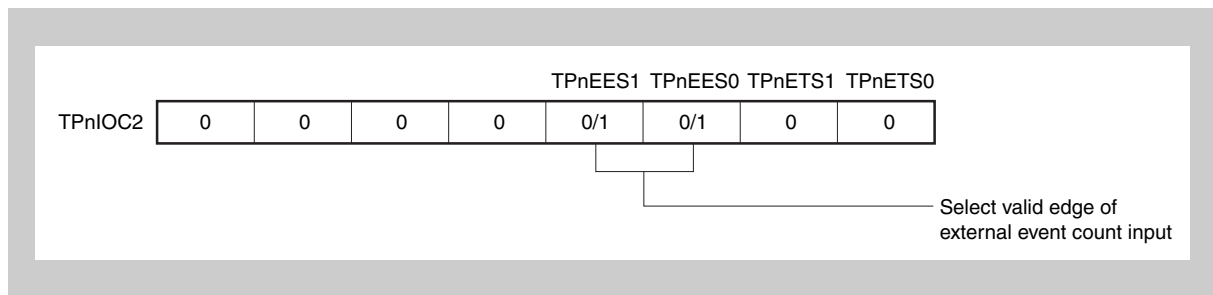 TPnEES1 TPnEES0 TPnETS1 TPnETS0
TPnIOC2 0 0 0 0 0/1 0/1 0 0
Select valid edge of
external event count input